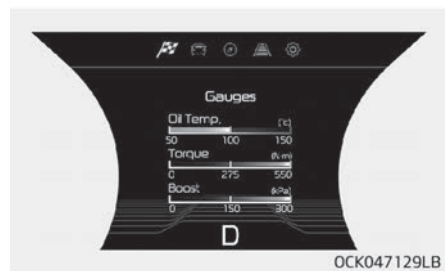 Gauges
Oil Temp. [℃]
50 100 150
Torque (N·m)
0 275 550
Boost (kPa)
0 150 300
D
OCK047129LB